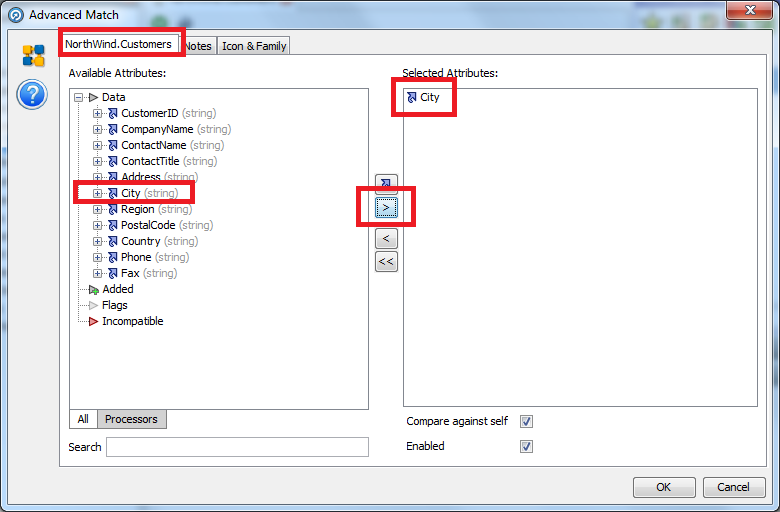 Advanced Match
NorthWind.Customers Notes Icon & Family
Available Attributes: Selected Attributes:
Data
City
CustomerID (string)
CompanyName (string)
ContactName (string)
ContactTitle (string)
Address (string)
City (string)
Region (string)
PostalCode (string)
Country (string)
Phone (string)
Fax (string)
Added
Flags
Incompatible
>
<
<<
All Processors
Search
Compare against self
Enabled
OK Cancel